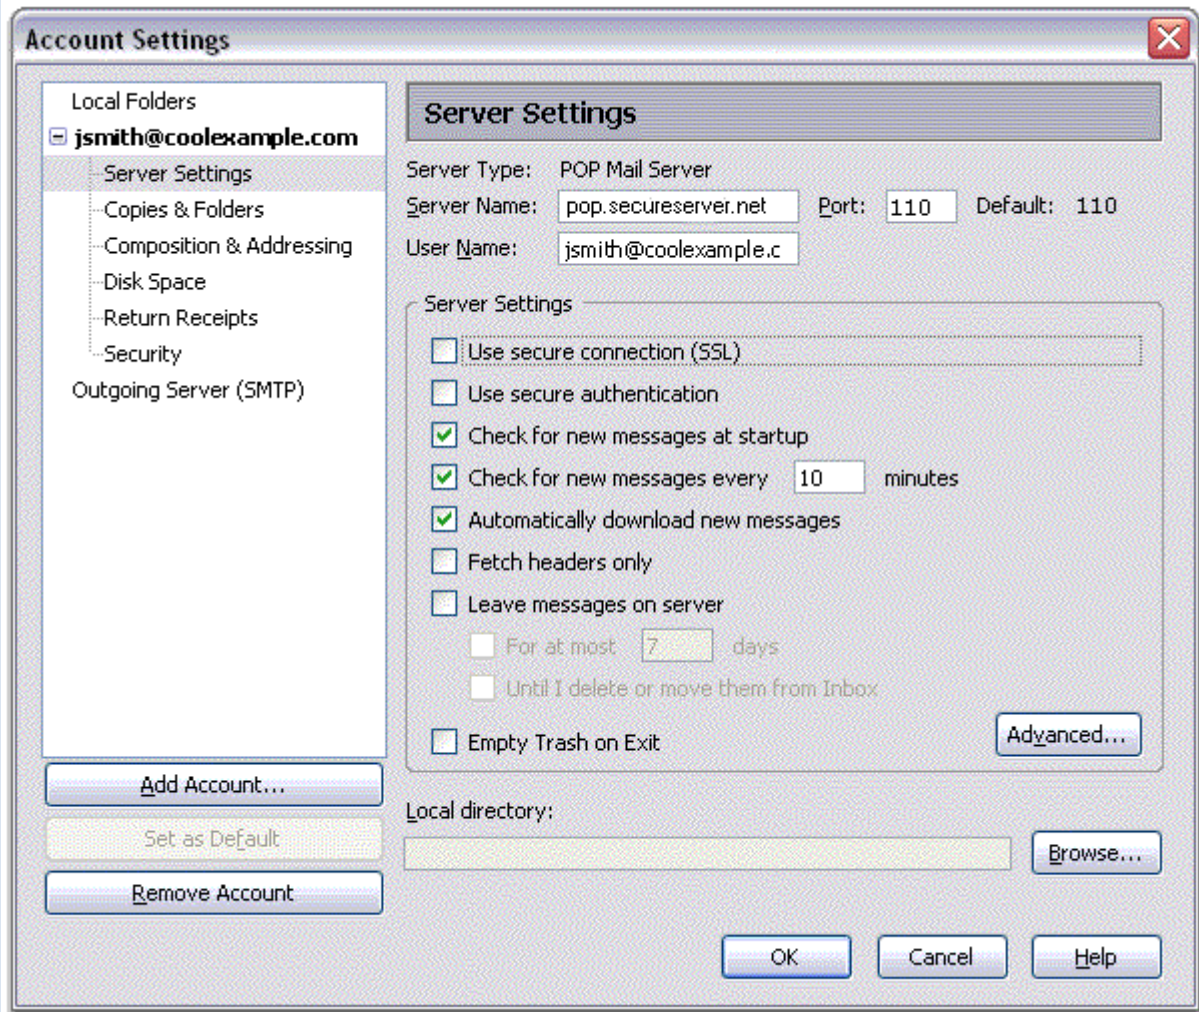 Account Settings
Local Folders
jsmith@coolexample.com
Server Settings
Copies & Folders
Composition & Addressing
Disk Space
Return Receipts
Security
Outgoing Server (SMTP)
Add Account...
Set as Default
Remove Account
Server Settings
Server Type: POP Mail Server
Server Name: pop.secureserver.net Port: 110 Default: 110
User Name: jsmith@coolexample.c
Server Settings
Use secure connection (SSL)
Use secure authentication
Check for new messages at startup
Check for new messages every 10 minutes
Automatically download new messages
Fetch headers only
Leave messages on server
For at most 7 days
Until I delete or move them from Inbox
Empty Trash on Exit
Advanced...
Local directory:
Browse...
OK Cancel Help